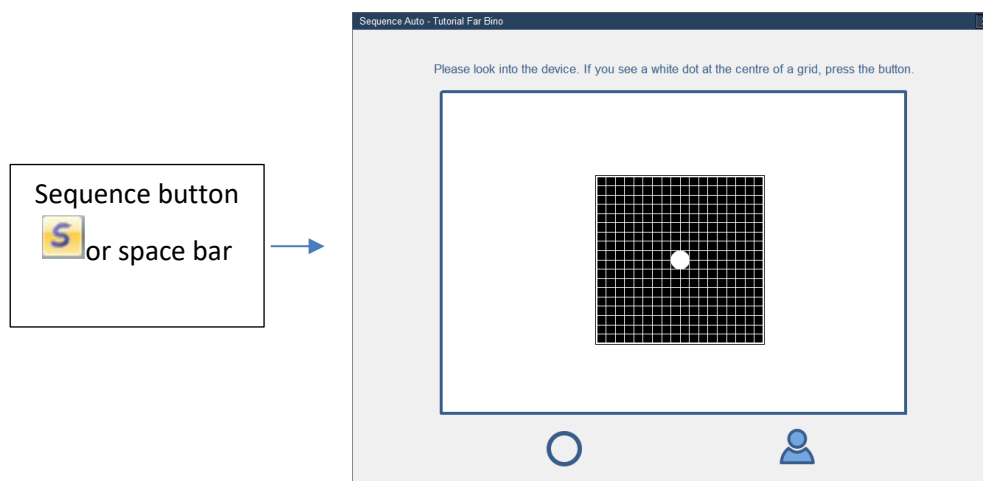 Sequence Auto - Tutorial Far Bino
Please look into the device. If you see a white dot at the centre of a grid, press the button.
Sequence button
S or space bar